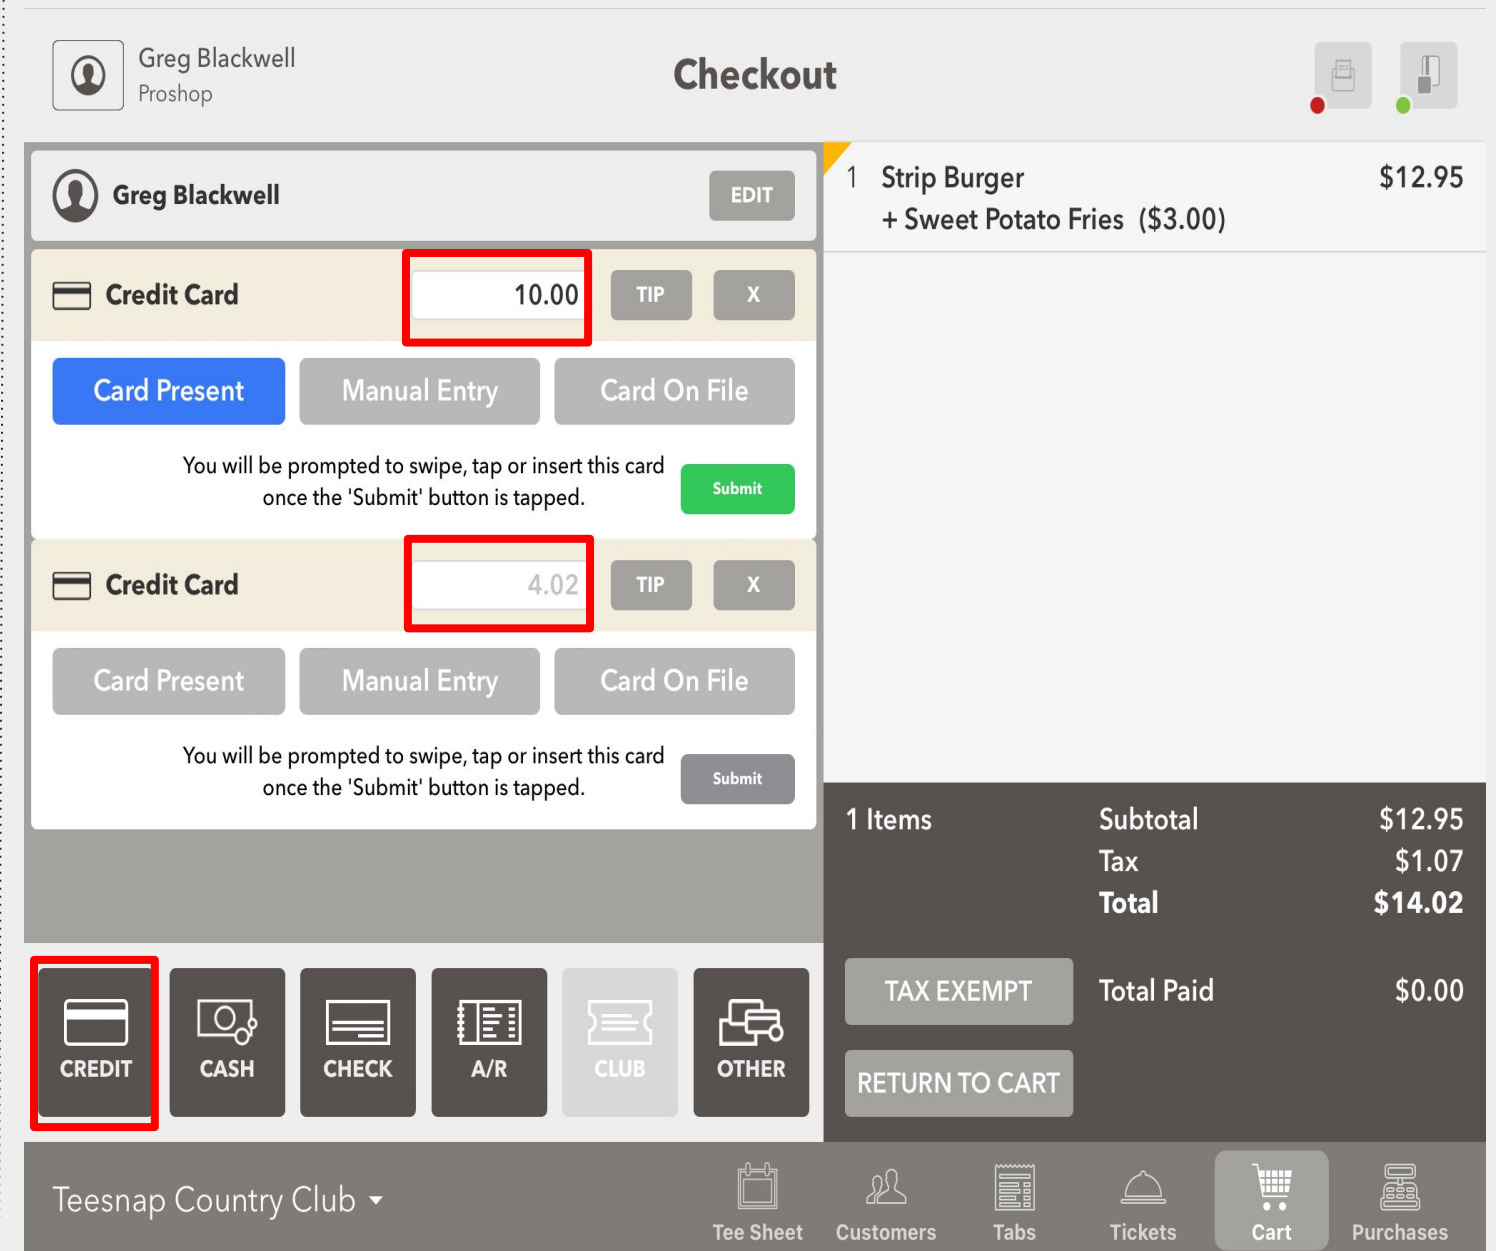 Greg Blackwell
Proshop
Checkout
Greg Blackwell
EDIT
Credit Card
10.00
TIP
X
Card Present
Manual Entry
Card On File
You will be prompted to swipe, tap or insert this card
once the 'Submit' button is tapped.
Submit
Credit Card
4.02
TIP
X
Card Present
Manual Entry
Card On File
You will be prompted to swipe, tap or insert this card
once the 'Submit' button is tapped.
Submit
CREDIT
CASH
CHECK
A/R
CLUB
OTHER
1 Strip Burger $12.95
+ Sweet Potato Fries ($3.00)
1 Items
Subtotal $12.95
Tax $1.07
Total $14.02
TAX EXEMPT
Total Paid $0.00
RETURN TO CART
Teesnap Country Club
Tee Sheet
Customers
Tabs
Tickets
Cart
Purchases